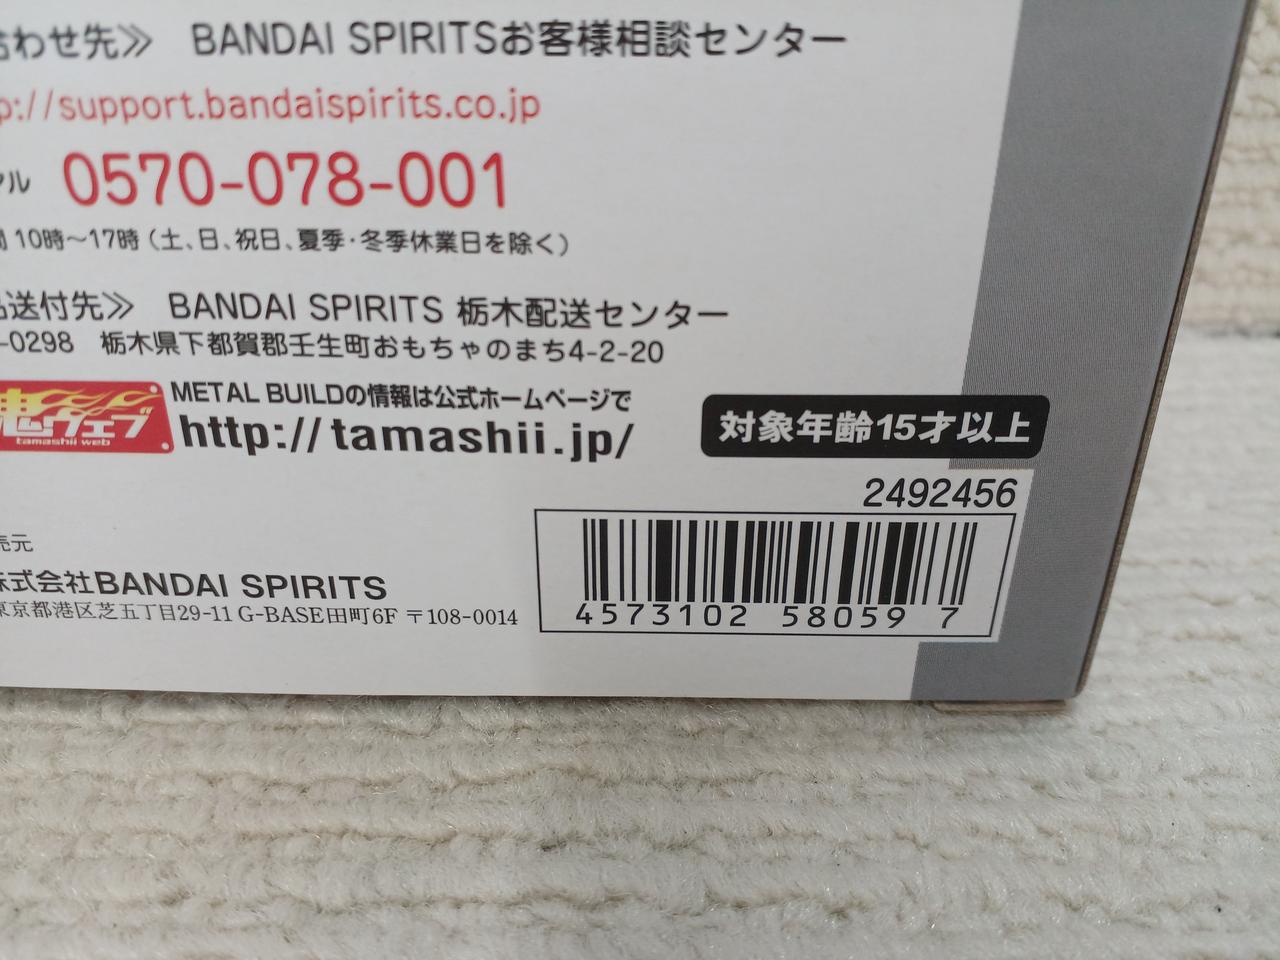 合わせ先≫ BANDAI SPIRITSお客様相談センター
p://support.bandaispirits.co.jp
ヤル 0570-078-001
間 10時～17時（土、日、祝日、夏季・冬季休業日を除く）
品送付先≫ BANDAI SPIRITS 栃木配送センター
-0298 栃木県下都賀郡壬生町おもちゃのまち4-2-20
魂ウェブ
tamashii web
METAL BUILDの情報は公式ホームページで
http://tamashii.jp/
対象年齢15才以上
2492456
4573102 58059 7
売元
株式会社BANDAI SPIRITS
東京都港区芝五丁目29-11 G-BASE田町6F 〒108-0014